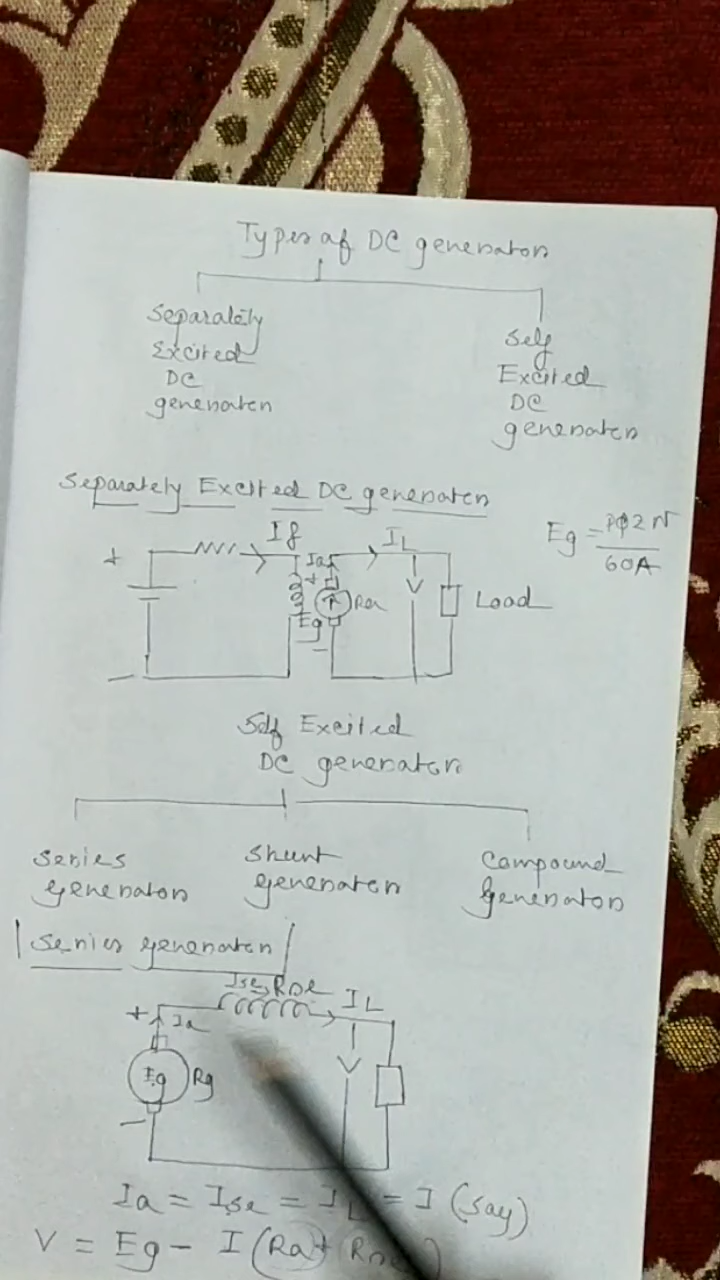 Types of DC generators
Separately
Excited
DC
generator
Self
Excited
DC
generator
Separately Excited DC generator
Eg = PφZN
60A
+
If
Ia
IL
+
Ra
Eg
Load
−
−
Self Excited
DC generator
Series
generator
Shunt
generator
Compound
generator
Series generator
Ise, Rse
IL
+
Ia
Eg
Rg
−
Ia = Ise = IL = I (Say)
V = Eg − I (Ra +